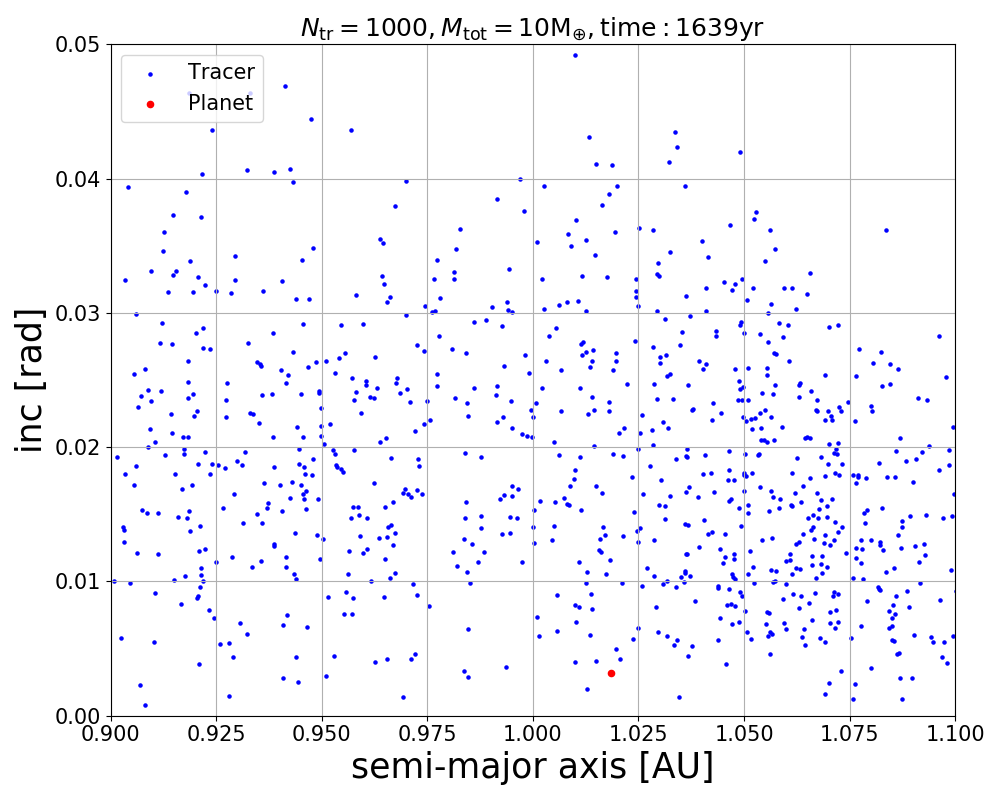 N_tr = 1000, M_tot = 10M_⊕, time : 1639yr
Tracer
Planet
0.05
0.04
0.03
0.02
0.01
0.00
inc [rad]
0.900 0.925 0.950 0.975 1.000 1.025 1.050 1.075 1.100
semi-major axis [AU]